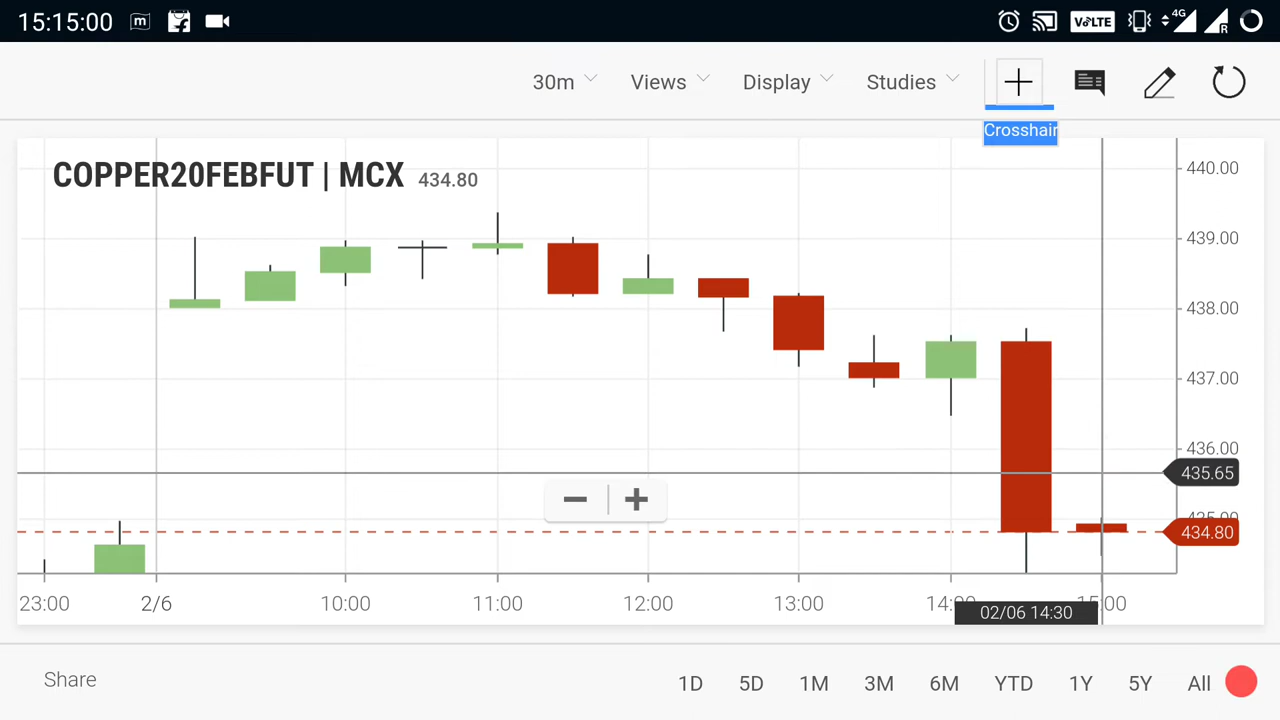 15:15:00 m VoLTE 4G R
30m Views Display Studies
Crosshair
COPPER20FEBFUT | MCX 434.80
440.00
439.00
438.00
437.00
436.00
435.65
434.80
23:00 2/6 10:00 11:00 12:00 13:00
02/06 14:30
Share 1D 5D 1M 3M 6M YTD 1Y 5Y All